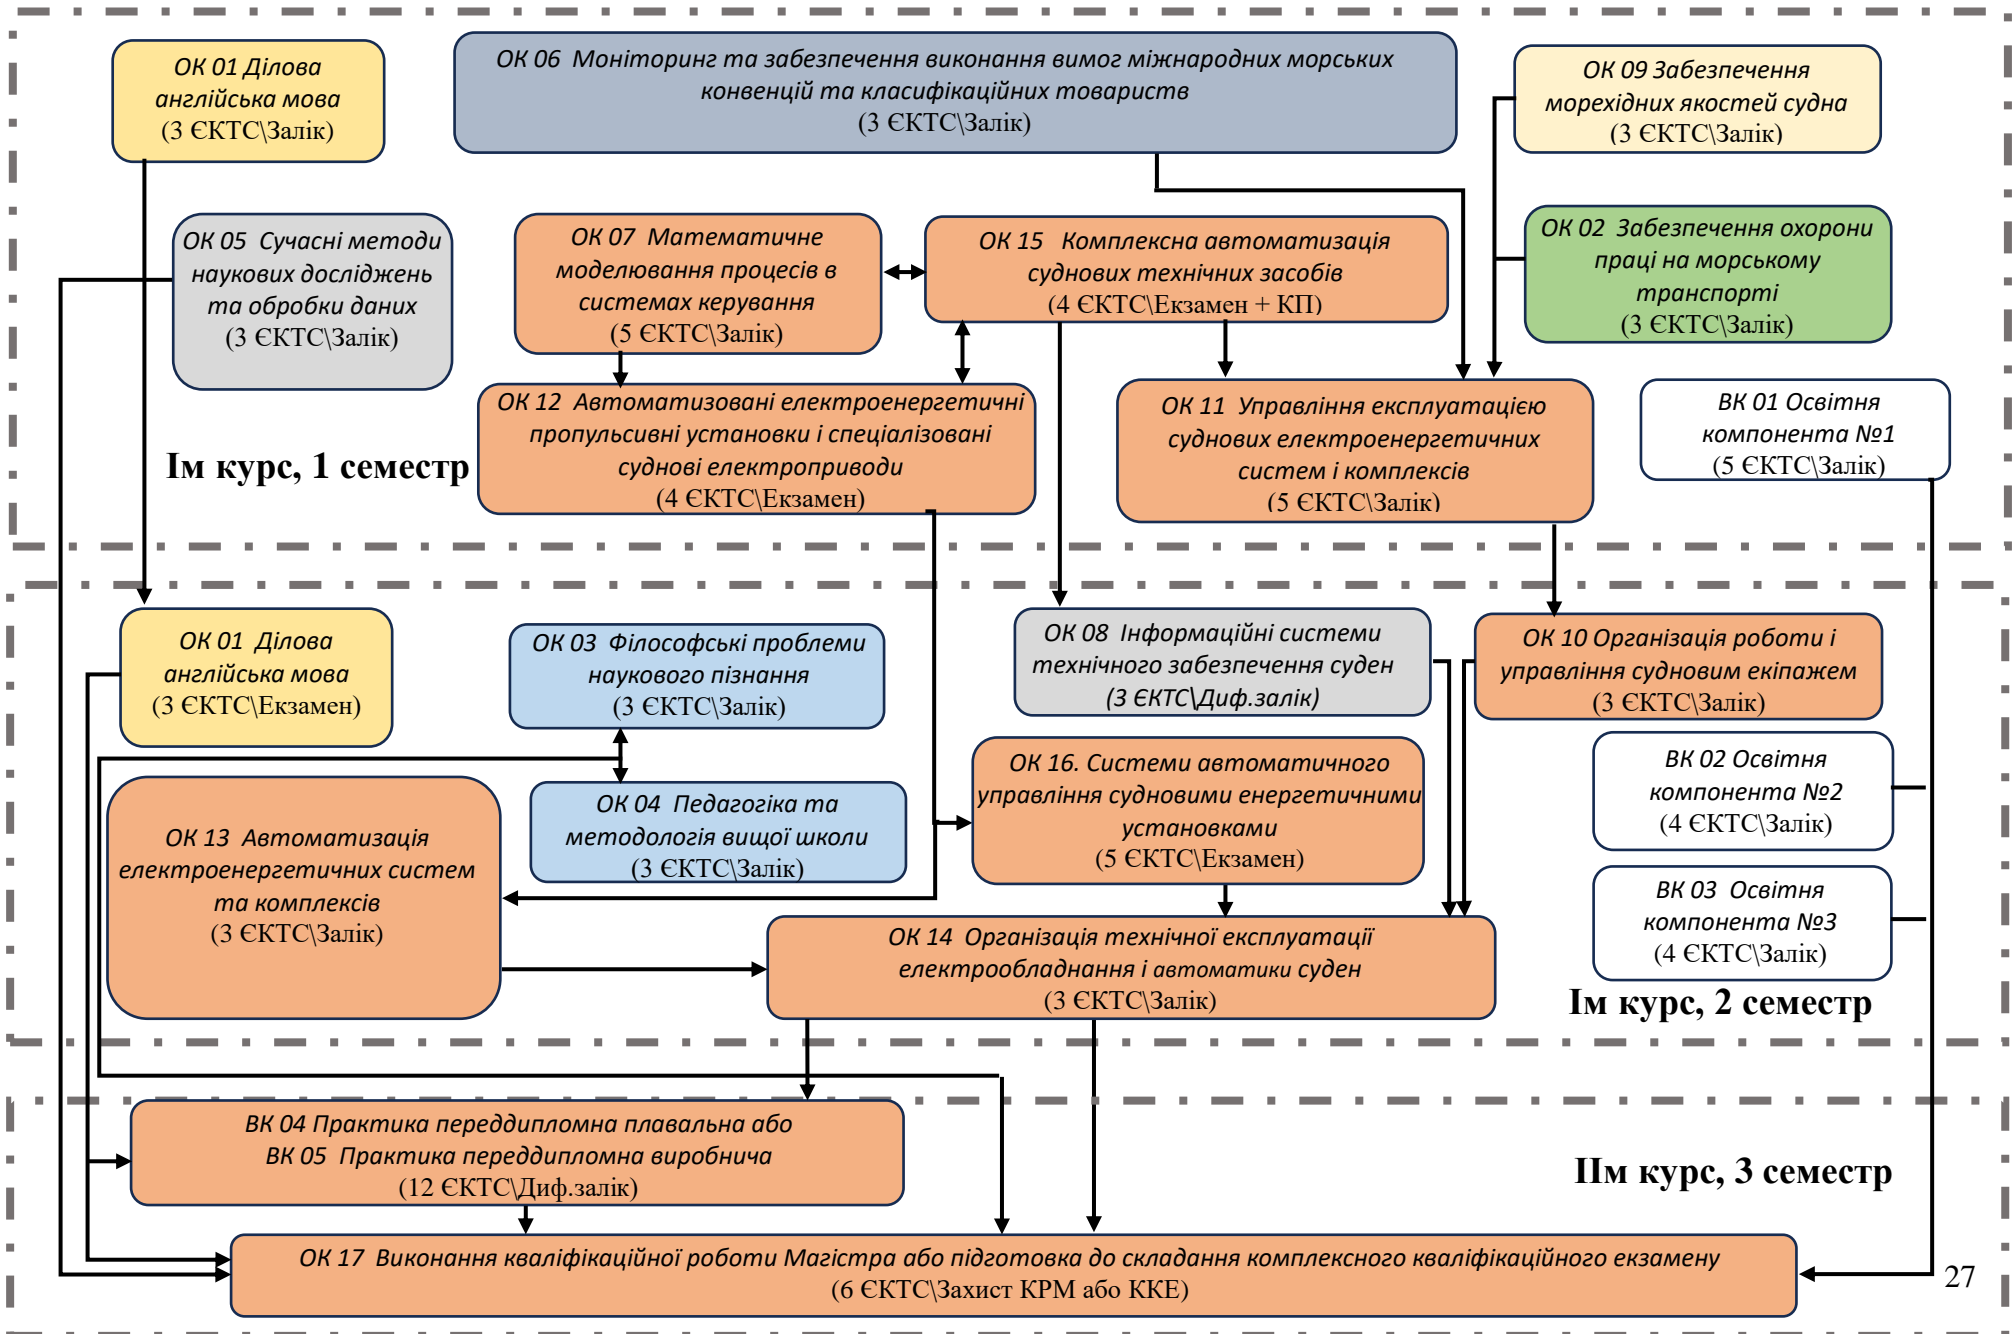 ОК 01 Ділова
англійська мова
(3 ЄКТС\Залік)
ОК 06 Моніторинг та забезпечення виконання вимог міжнародних морських
конвенцій та класифікаційних товариств
(3 ЄКТС\Залік)
ОК 09 Забезпечення
морехідних якостей судна
(3 ЄКТС\Залік)
ОК 05 Сучасні методи
наукових досліджень
та обробки даних
(3 ЄКТС\Залік)
ОК 07 Математичне
моделювання процесів в
системах керування
(5 ЄКТС\Залік)
ОК 15 Комплексна автоматизація
суднових технічних засобів
(4 ЄКТС\Екзамен + КП)
ОК 02 Забезпечення охорони
праці на морському
транспорті
(3 ЄКТС\Залік)
ОК 12 Автоматизовані електроенергетичні
пропульсивні установки і спеціалізовані
суднові електроприводи
(4 ЄКТС\Екзамен)
ОК 11 Управління експлуатацією
суднових електроенергетичних
систем і комплексів
(5 ЄКТС\Залік)
ВК 01 Освітня
компонента №1
(5 ЄКТС\Залік)
Ім курс, 1 семестр
ОК 01 Ділова
англійська мова
(3 ЄКТС\Екзамен)
ОК 03 Філософські проблеми
наукового пізнання
(3 ЄКТС\Залік)
ОК 08 Інформаційні системи
технічного забезпечення суден
(3 ЄКТС\Диф.залік)
ОК 10 Організація роботи і
управління судновим екіпажем
(3 ЄКТС\Залік)
ОК 13 Автоматизація
електроенергетичних систем
та комплексів
(3 ЄКТС\Залік)
ОК 04 Педагогіка та
методологія вищої школи
(3 ЄКТС\Залік)
ОК 16. Системи автоматичного
управління судновими енергетичними
установками
(5 ЄКТС\Екзамен)
ВК 02 Освітня
компонента №2
(4 ЄКТС\Залік)
ВК 03 Освітня
компонента №3
(4 ЄКТС\Залік)
ОК 14 Організація технічної експлуатації
електрообладнання і автоматики суден
(3 ЄКТС\Залік)
Ім курс, 2 семестр
ВК 04 Практика переддипломна плавальна або
ВК 05 Практика переддипломна виробнича
(12 ЄКТС\Диф.залік)
ІІм курс, 3 семестр
ОК 17 Виконання кваліфікаційної роботи Магістра або підготовка до складання комплексного кваліфікаційного екзамену
(6 ЄКТС\Захист КРМ або ККЕ)
27